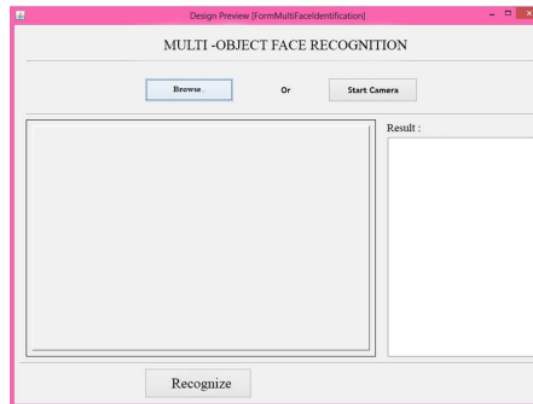 Design Preview [FormMultiFaceIdentification]
MULTI -OBJECT FACE RECOGNITION
Browse..
Or
Start Camera
Result :
Recognize